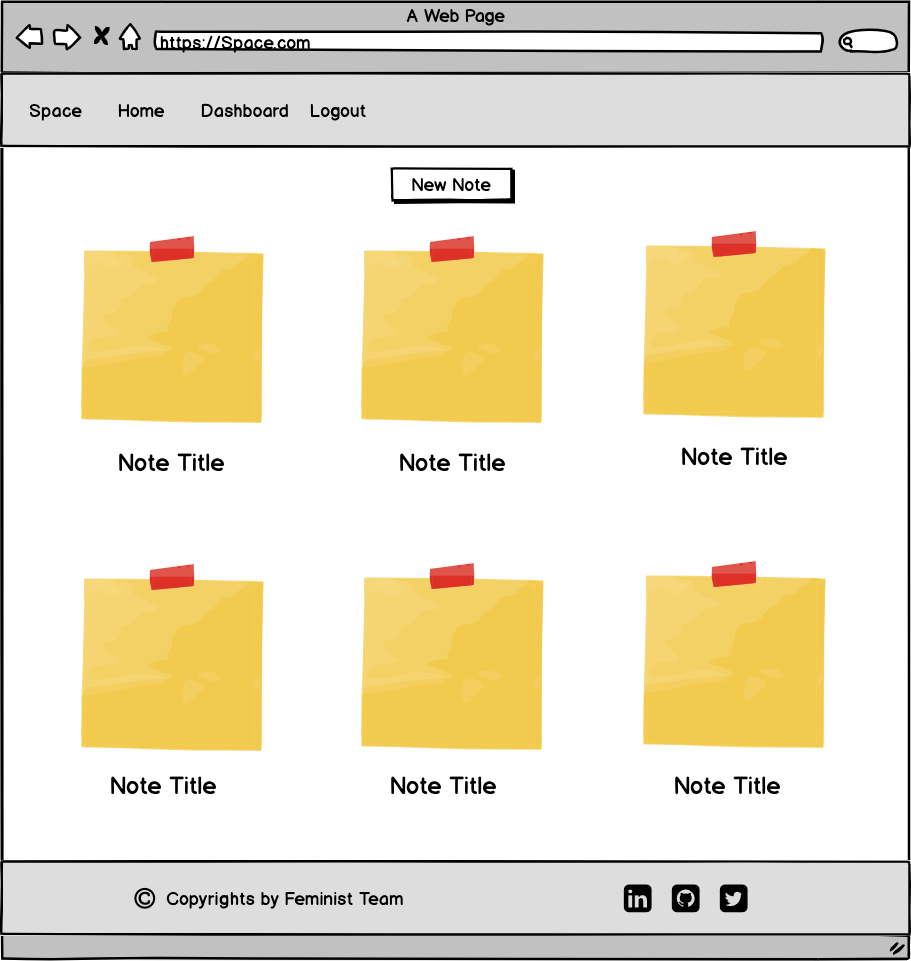 A Web Page
https://Space.com
Space Home Dashboard Logout
New Note
Note Title Note Title Note Title
Note Title Note Title Note Title
© Copyrights by Feminist Team in